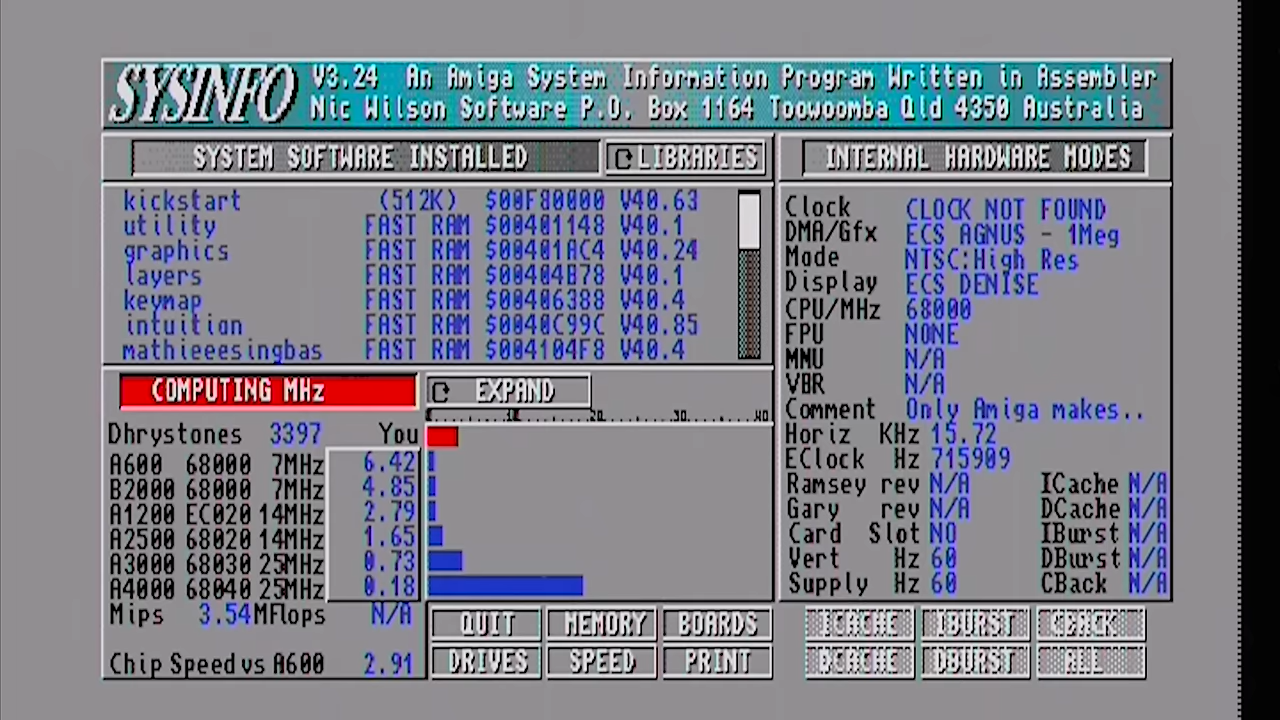 SYSINFO V3.24 An Amiga System Information Program Written in Assembler
Nic Wilson Software P.O. Box 1164 Toowoomba Qld 4350 Australia
SYSTEM SOFTWARE INSTALLED LIBRARIES
kickstart (512K) $00F80000 V40.63
utility FAST RAM $00401148 V40.1
graphics FAST RAM $00401AC4 V40.24
layers FAST RAM $00404B78 V40.1
keymap FAST RAM $00406388 V40.4
intuition FAST RAM $0040C99C V40.85
mathieeesingbas FAST RAM $004104F8 V40.4
INTERNAL HARDWARE MODES
Clock CLOCK NOT FOUND
DMA/Gfx ECS AGNUS - 1Meg
Mode NTSC:High Res
Display ECS DENISE
CPU/MHz 68000
FPU NONE
MMU N/A
VBR N/A
Comment Only Amiga makes..
Horiz KHz 15.72
EClock Hz 715909
Ramsey rev N/A ICache N/A
Gary rev N/A DCache N/A
Card Slot NO IBurst N/A
Vert Hz 60 DBurst N/A
Supply Hz 60 CBack N/A
COMPUTING MHz EXPAND
10 20 30 40
Dhrystones 3397 You
A600 68000 7MHz 6.42
B2000 68000 7MHz 4.85
A1200 EC020 14MHz 2.79
A2500 68020 14MHz 1.65
A3000 68030 25MHz 0.73
A4000 68040 25MHz 0.18
Mips 3.54 MFlops N/A
Chip Speed vs A600 2.91
QUIT MEMORY BOARDS
DRIVES SPEED PRINT
ICACHE IBURST CBACK
DCACHE DBURST ALL